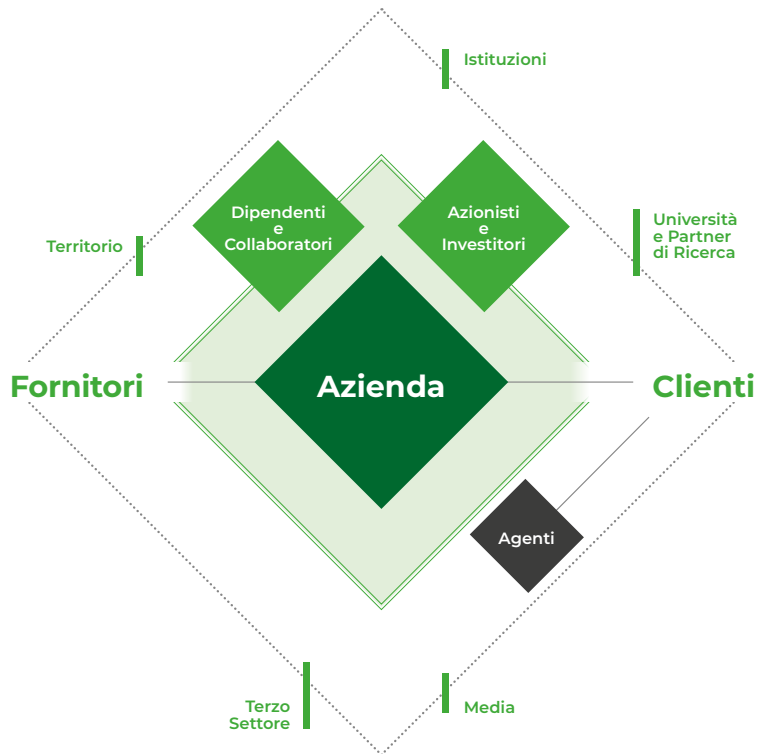 Istituzioni
Dipendenti
e
Collaboratori
Azionisti
e
Investitori
Territorio
Università
e Partner
di Ricerca
Fornitori
Azienda
Clienti
Agenti
Terzo
Settore
Media